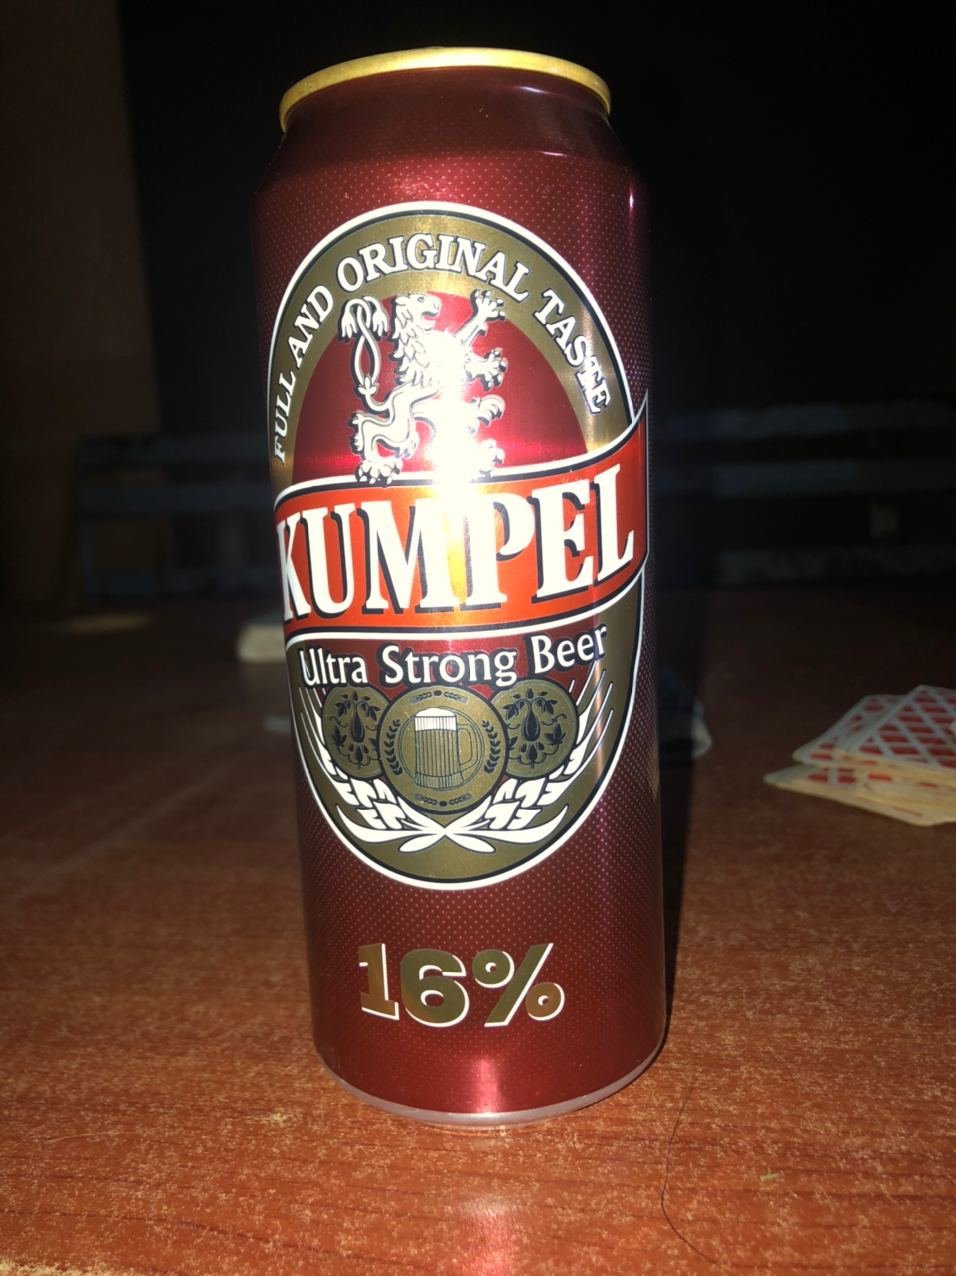 FULL AND ORIGINAL TASTE
KUMPEL
Ultra Strong Beer
16%